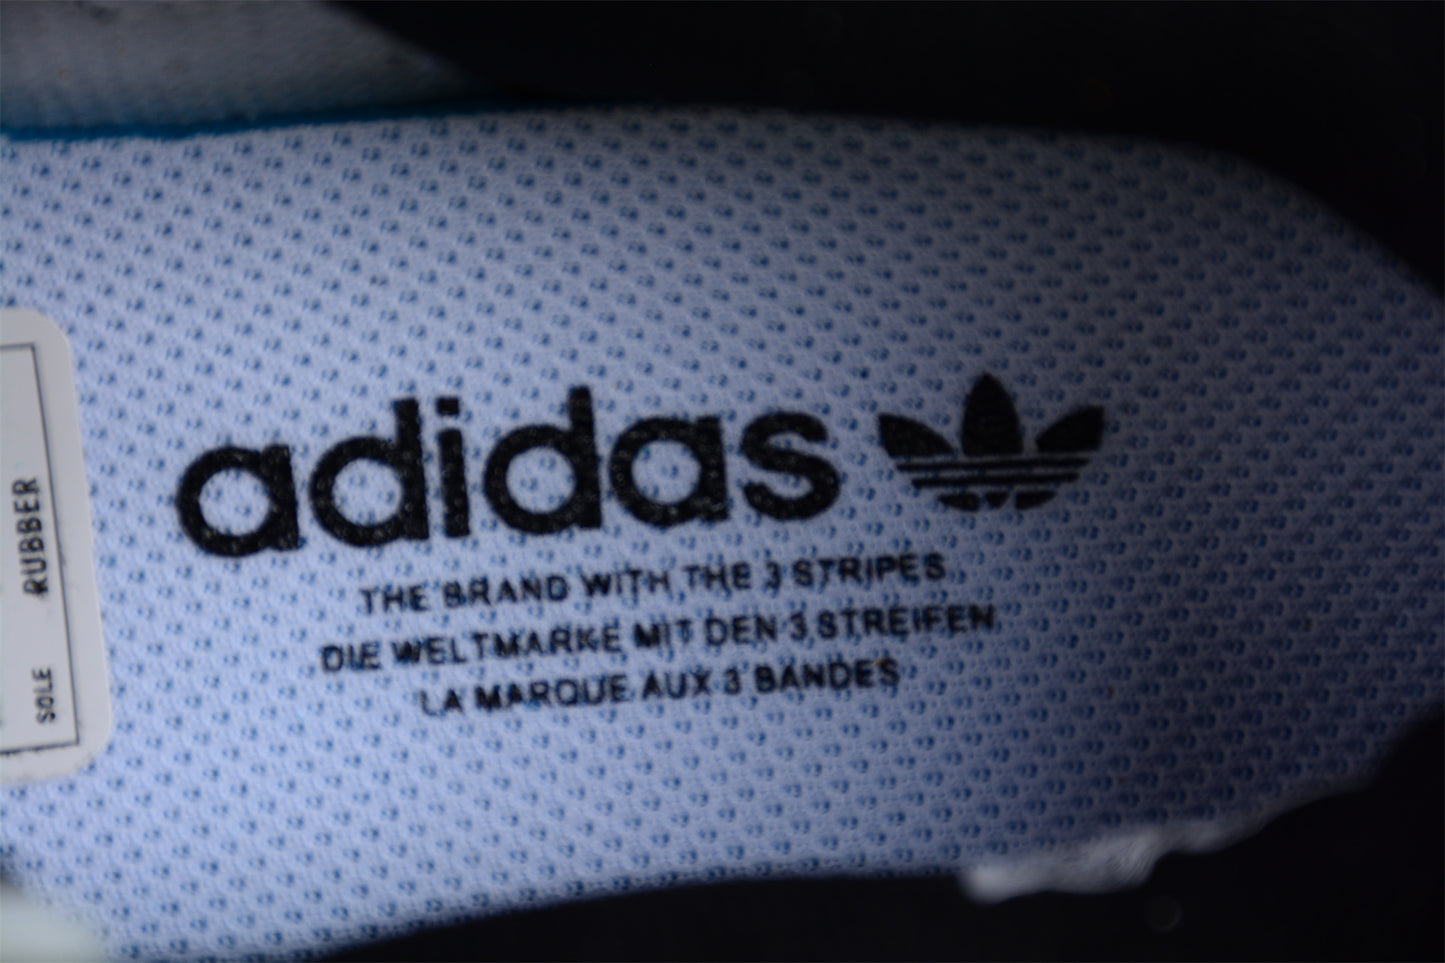 adidas
THE BRAND WITH THE 3 STRIPES
DIE WELTMARKE MIT DEN 3 STREIFEN
LA MARQUE AUX 3 BANDES
SOLE RUBBER